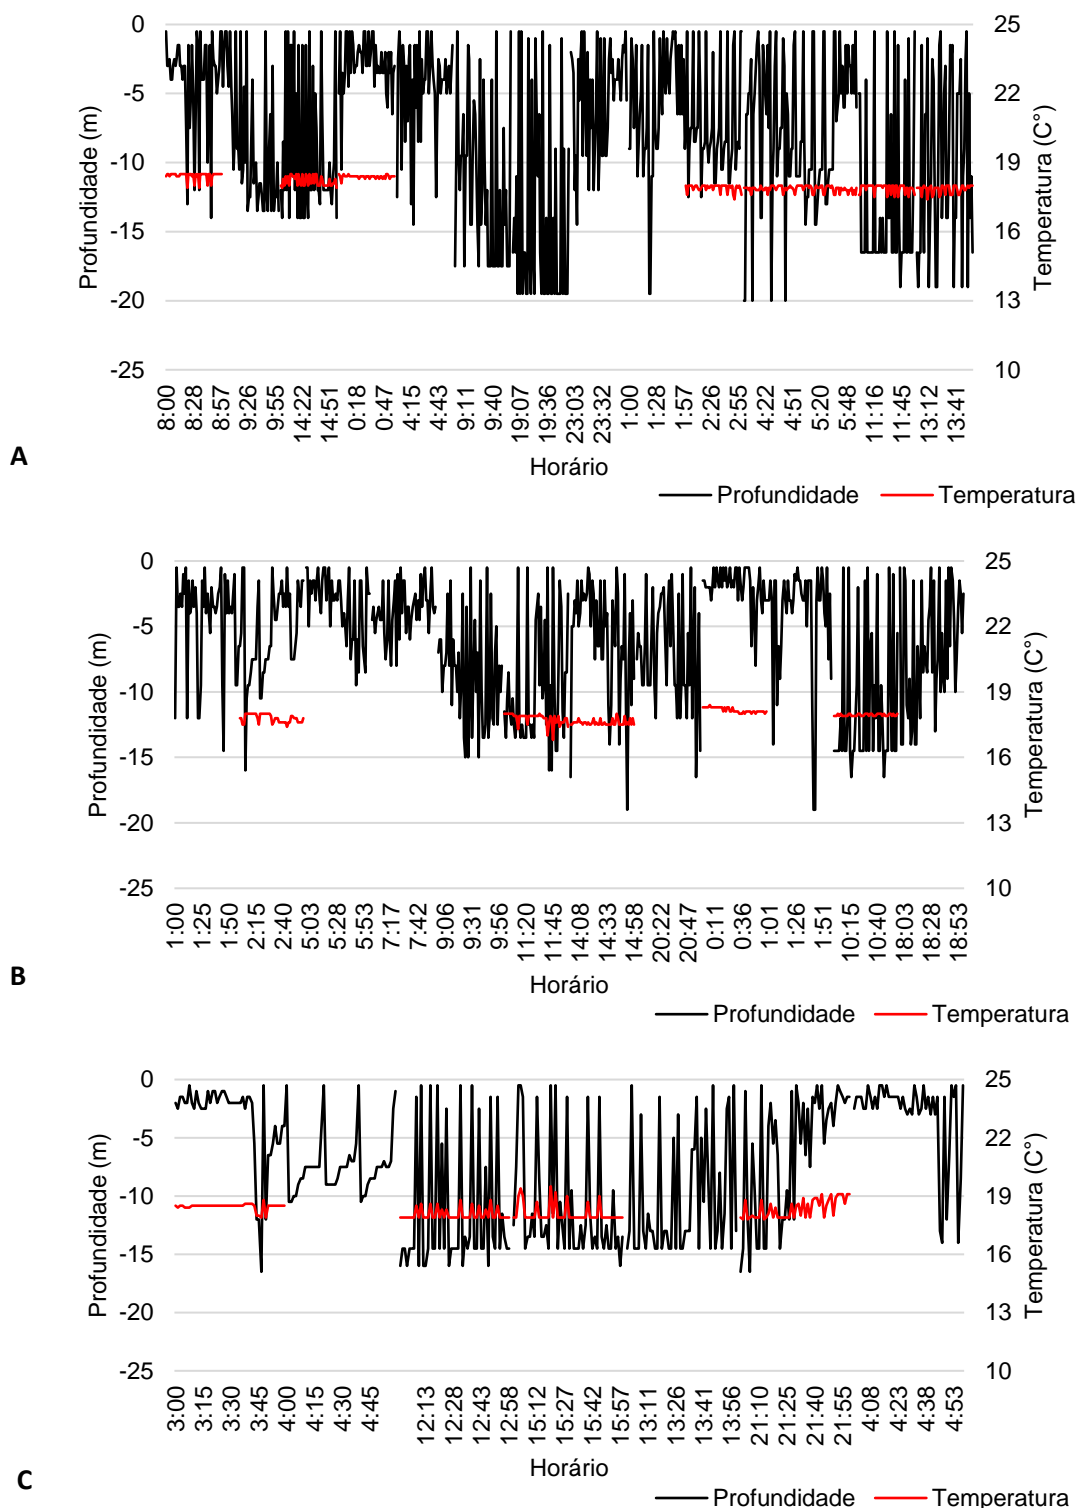 0 25
-5 22
-10 19
-15 16
-20 13
-25 10
Profundidade (m)
Temperatura (C°)
8:00 8:28 8:57 9:26 9:55 14:22 14:51 0:18 0:47 4:15 4:43 9:11 9:40 19:07 19:36 23:03 23:32 1:00 1:28 1:57 2:26 2:55 4:22 4:51 5:20 5:48 11:16 11:45 13:12 13:41
A
Horário
Profundidade Temperatura
0 25
-5 22
-10 19
-15 16
-20 13
-25 10
Profundidade (m)
Temperatura (C°)
1:00 1:25 1:50 2:15 2:40 5:03 5:28 5:53 7:17 7:42 9:06 9:31 9:56 11:20 11:45 14:08 14:33 14:58 20:22 20:47 0:11 0:36 1:01 1:26 1:51 10:15 10:40 18:03 18:28 18:53
B
Horário
Profundidade Temperatura
0 25
-5 22
-10 19
-15 16
-20 13
-25 10
Profundidade (m)
Temperatura (C°)
3:00 3:15 3:30 3:45 4:00 4:15 4:30 4:45 12:13 12:28 12:43 12:58 15:12 15:27 15:42 15:57 13:11 13:26 13:41 13:56 21:10 21:25 21:40 21:55 4:08 4:23 4:38 4:53
Horário
C
Profundidade Temperatura